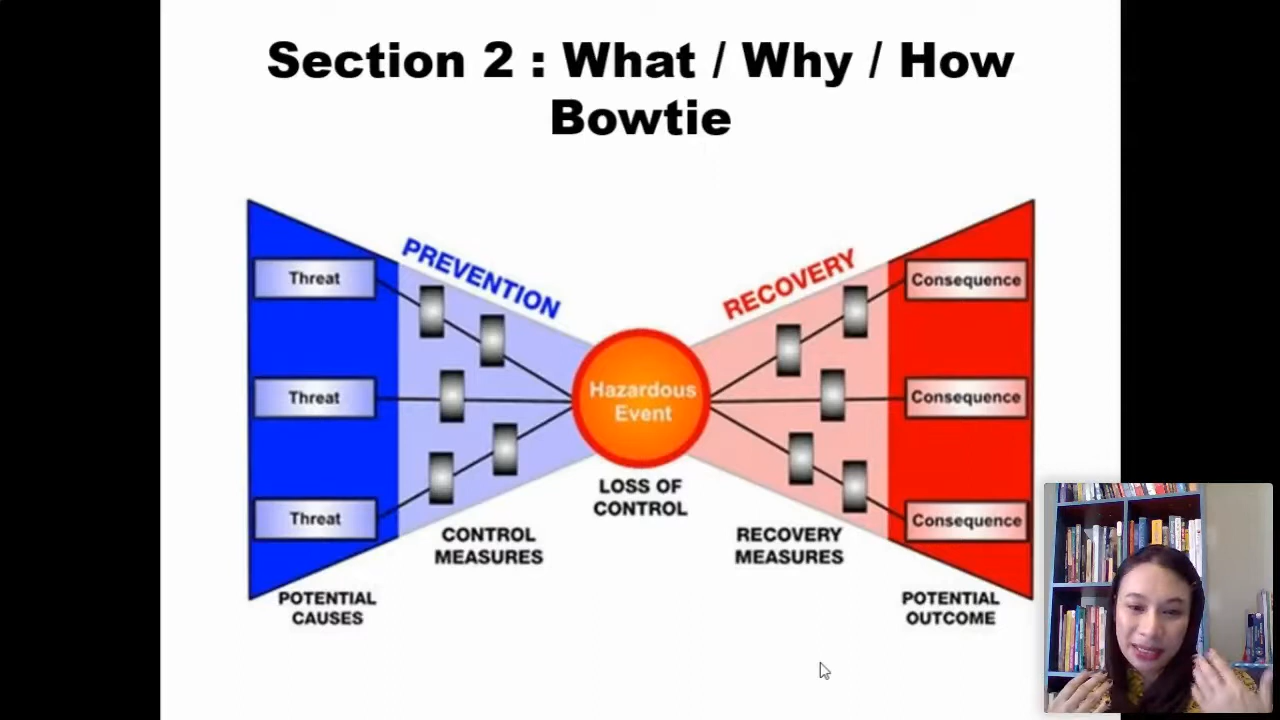 Section 2 : What / Why / How
Bowtie
PREVENTION
RECOVERY
Threat
Consequence
Threat
Hazardous
Event
Consequence
LOSS OF
CONTROL
Threat
Consequence
CONTROL
MEASURES
RECOVERY
MEASURES
POTENTIAL
CAUSES
POTENTIAL
OUTCOME